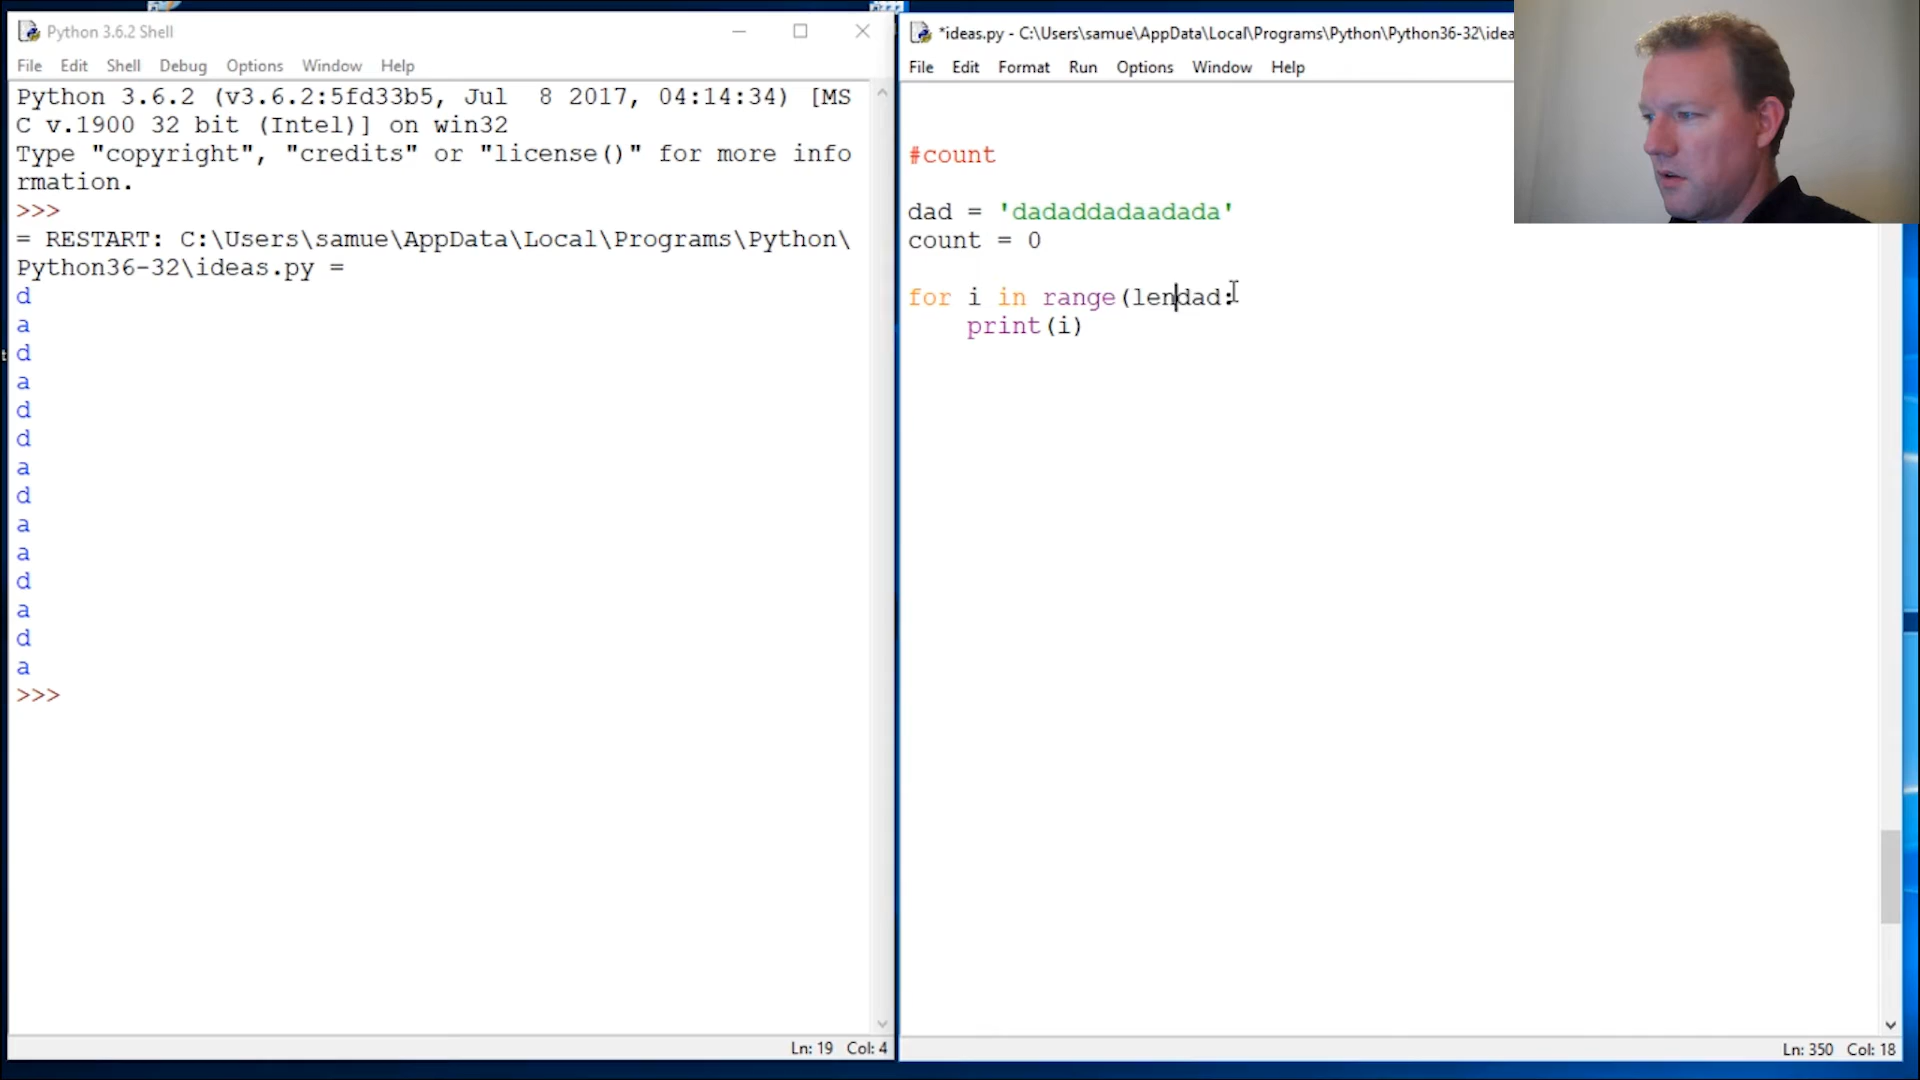 Python 3.6.2 Shell
File Edit Shell Debug Options Window Help
Python 3.6.2 (v3.6.2:5fd33b5, Jul  8 2017, 04:14:34) [MS
C v.1900 32 bit (Intel)] on win32
Type "copyright", "credits" or "license()" for more info
rmation.
>>>
= RESTART: C:\Users\samue\AppData\Local\Programs\Python\
Python36-32\ideas.py =
d
a
d
a
d
d
a
d
a
a
d
a
d
a
>>>
Ln: 19 Col: 4
*ideas.py - C:\Users\samue\AppData\Local\Programs\Python\Python36-32\idea
File Edit Format Run Options Window Help
#count
dad = 'dadaddadaadada'
count = 0
for i in range(lendad:
    print(i)
Ln: 350 Col: 18